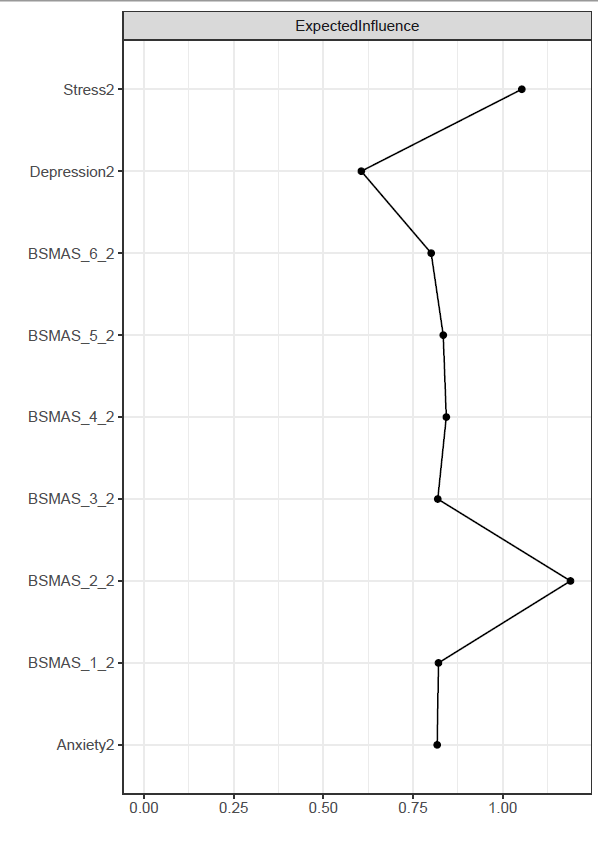 ExpectedInfluence
Stress2
Depression2
BSMAS_6_2
BSMAS_5_2
BSMAS_4_2
BSMAS_3_2
BSMAS_2_2
BSMAS_1_2
Anxiety2
0.00 0.25 0.50 0.75 1.00